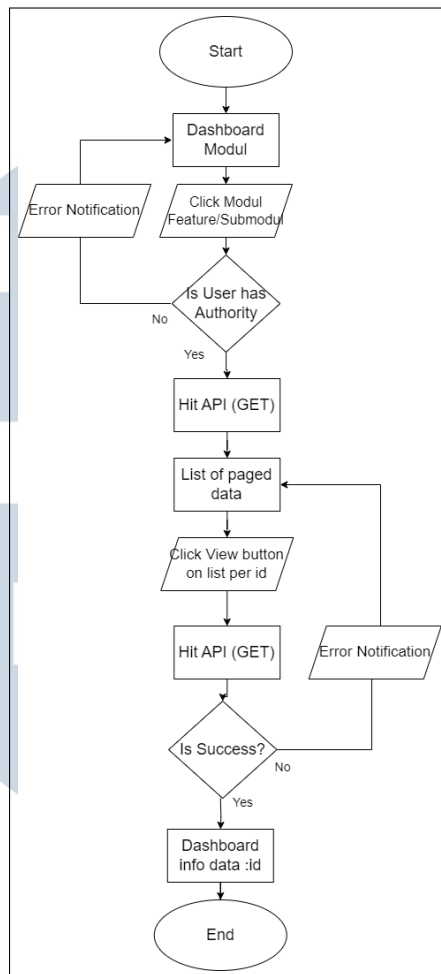 Start
Dashboard
Modul
Error Notification
Click Modul
Feature/Submodul
Is User has
Authority
No
Yes
Hit API (GET)
List of paged
data
Click View button
on list per id
Hit API (GET)
Error Notification
Is Success?
No
Yes
Dashboard
info data :id
End